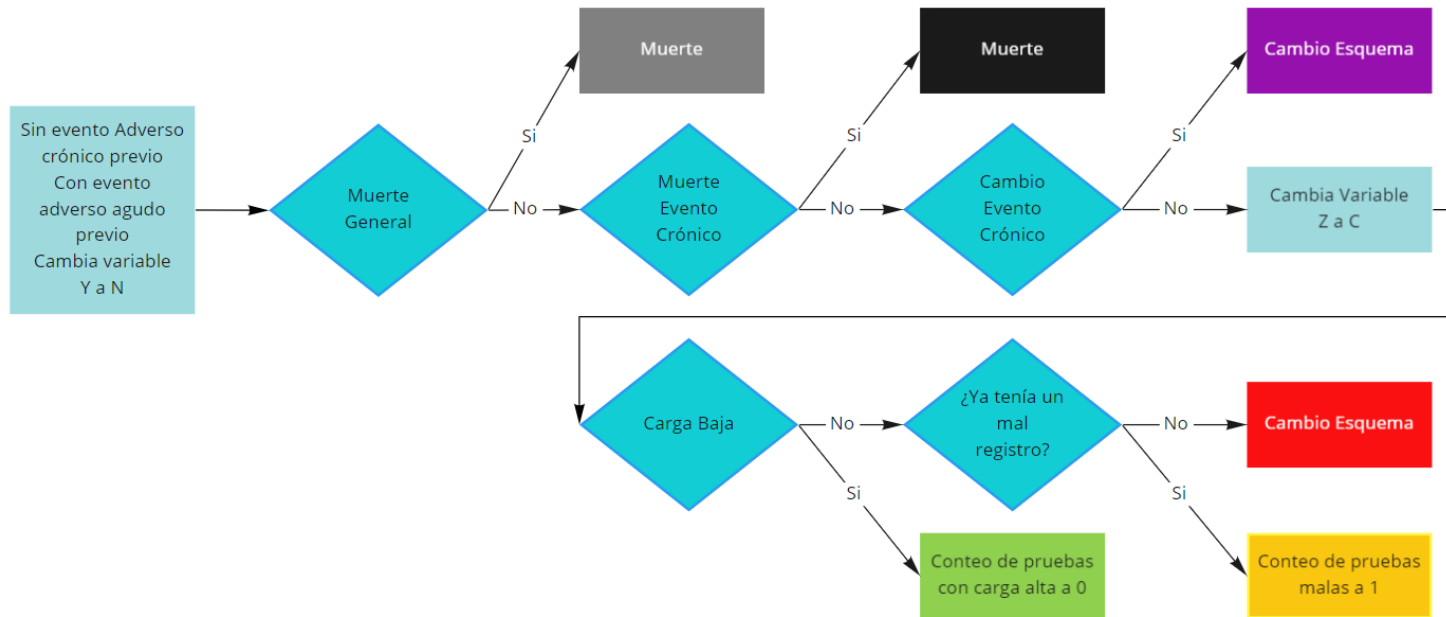 Muerte
Muerte
Cambio Esquema
Sin evento Adverso
crónico previo
Con evento
adverso agudo
previo
Cambia variable
Y a N
Muerte
General
Si
No
Muerte
Evento
Crónico
Si
No
Cambio
Evento
Crónico
Si
No
Cambia Variable
Z a C
Carga Baja
No
Si
¿Ya tenía un
mal
registro?
No
Si
Cambio Esquema
Conteo de pruebas
con carga alta a 0
Conteo de pruebas
malas a 1